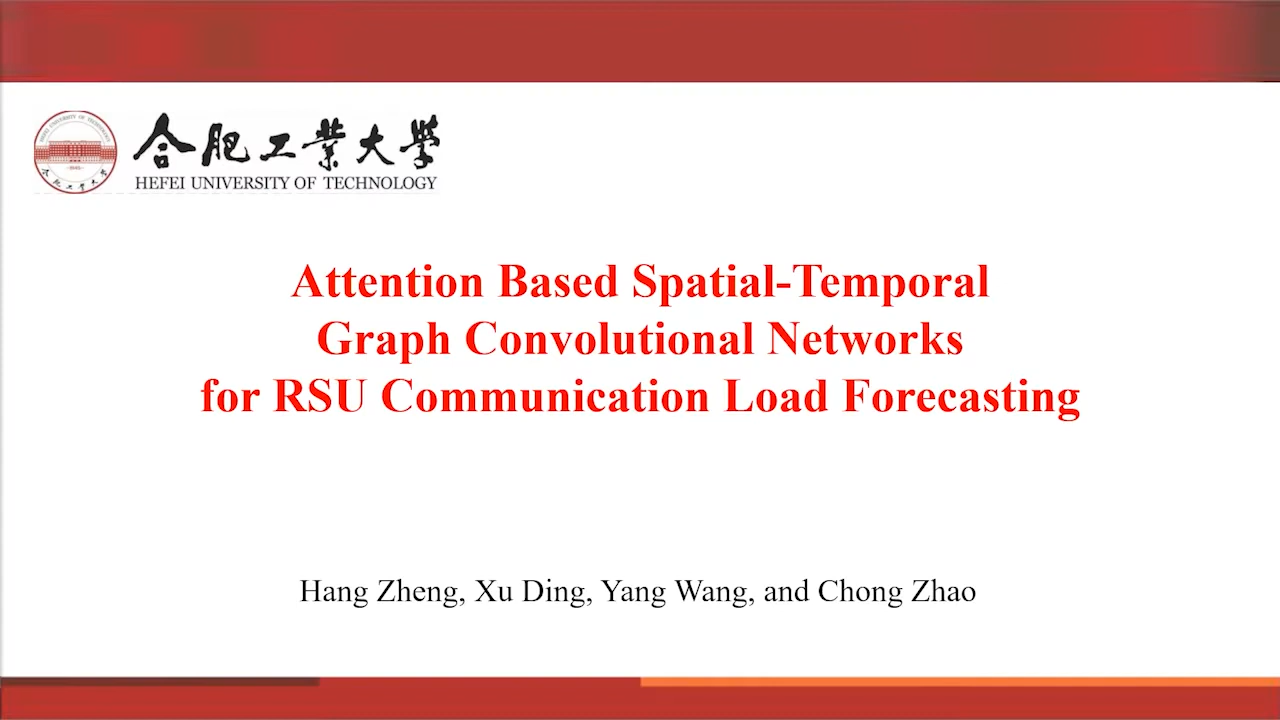 合肥工業大學
HEFEI UNIVERSITY OF TECHNOLOGY
Attention Based Spatial-Temporal
Graph Convolutional Networks
for RSU Communication Load Forecasting
Hang Zheng, Xu Ding, Yang Wang, and Chong Zhao